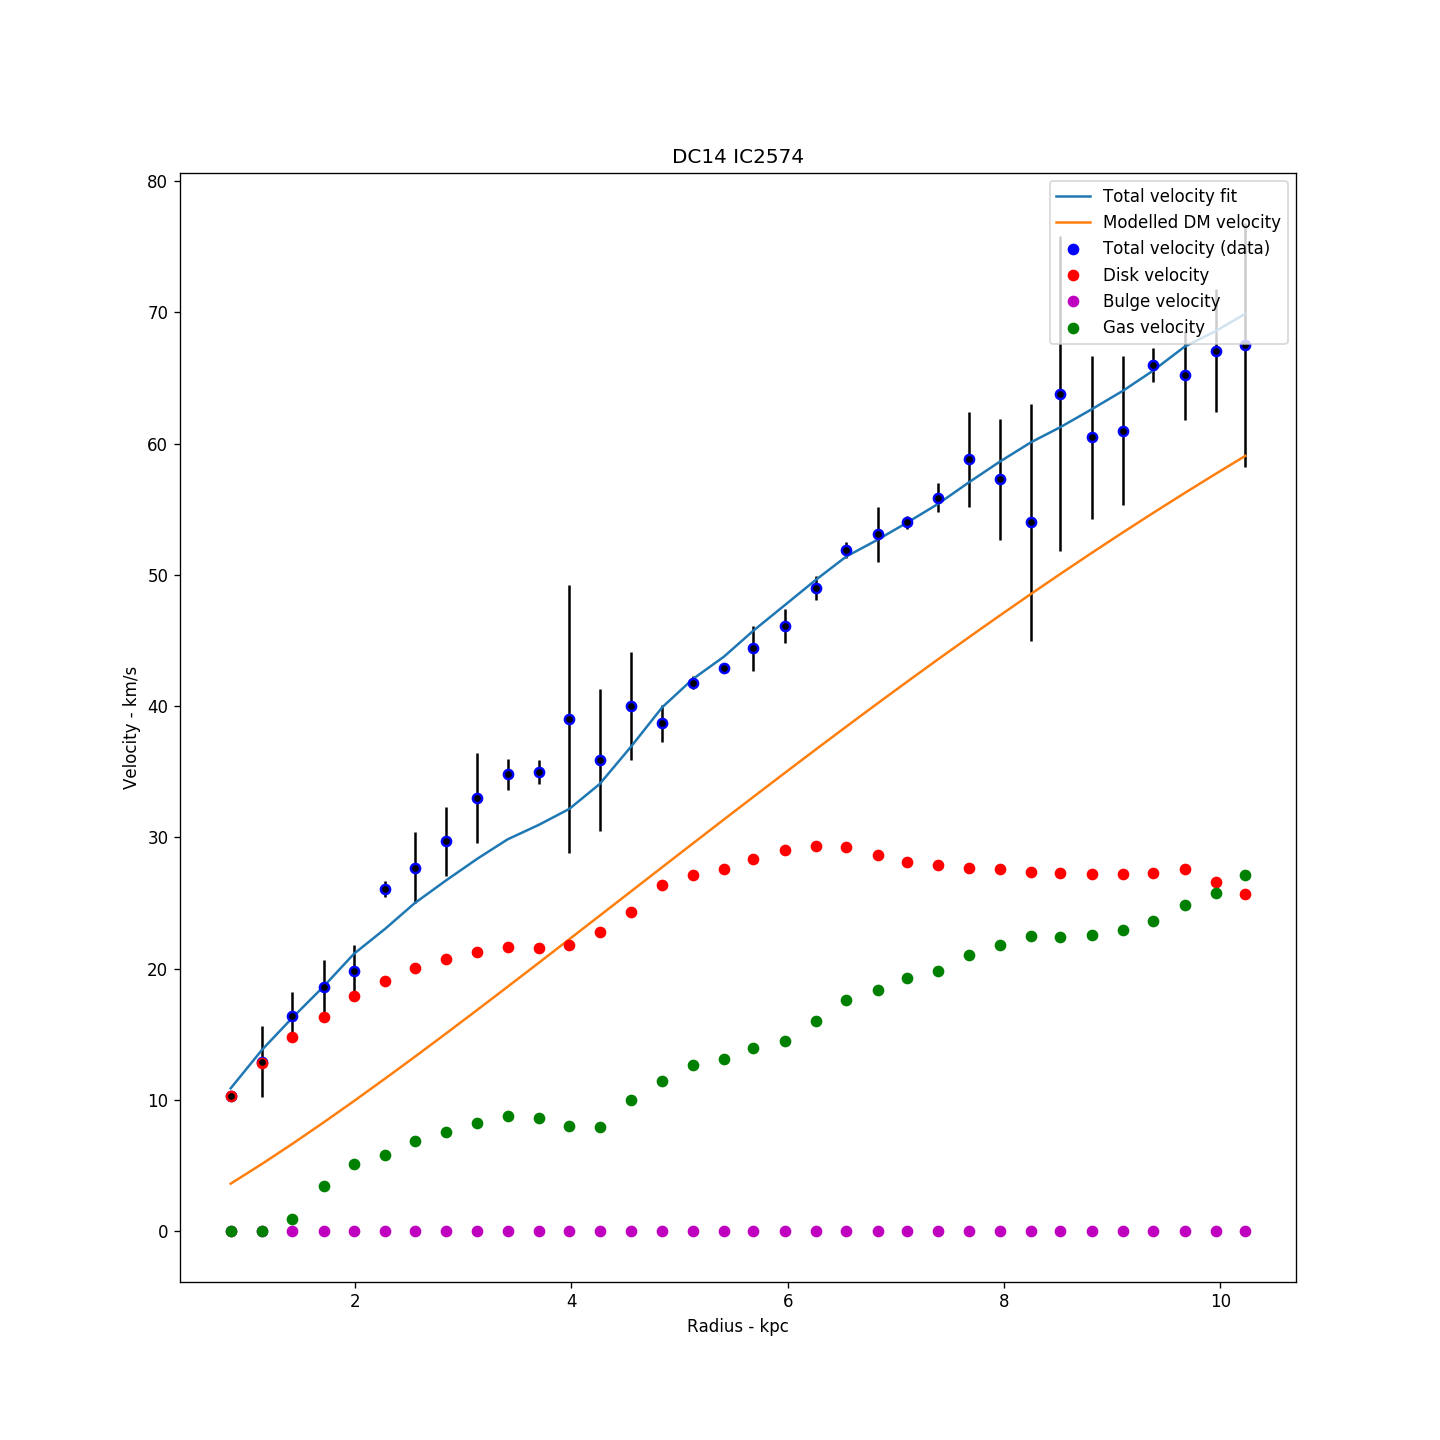 DC14 IC2574
Total velocity fit
Modelled DM velocity
Total velocity (data)
Disk velocity
Bulge velocity
Gas velocity
80
70
60
50
40
30
20
10
0
Velocity - km/s
2 4 6 8 10
Radius - kpc